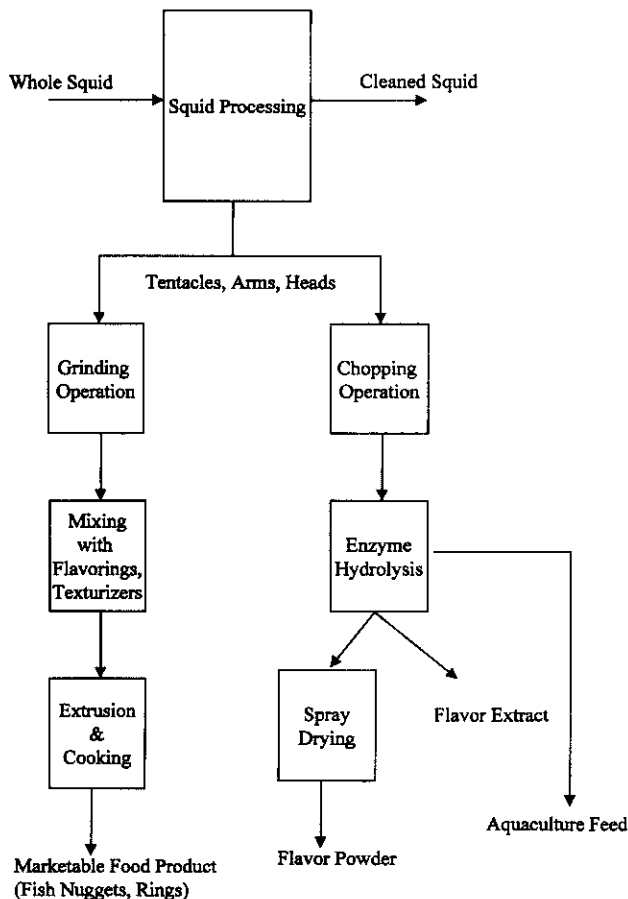 Whole Squid
Cleaned Squid
Squid Processing
Tentacles, Arms, Heads
Grinding
Operation
Chopping
Operation
Mixing
with
Flavorings,
Texturizers
Enzyme
Hydrolysis
Extrusion
&
Cooking
Spray
Drying
Flavor Extract
Aquaculture Feed
Marketable Food Product
(Fish Nuggets, Rings)
Flavor Powder